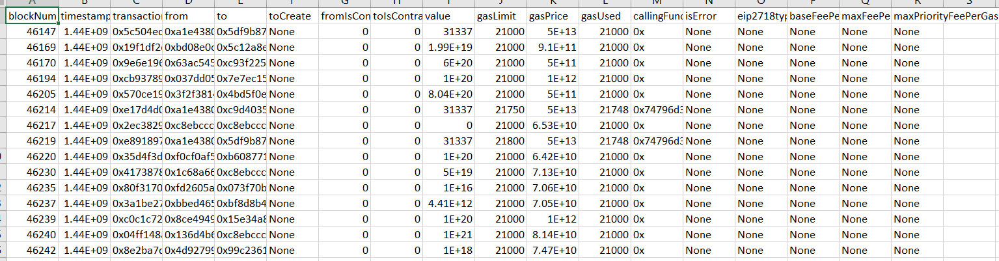 blockNum timestamp transaction from to toCreate fromIsCon toIsContra value gasLimit gasPrice gasUsed callingFunc isError eip2718typ baseFeePe maxFeePe maxPriorityFeePerGas
46147 1.44E+09 0x5c504ed 0xa1e4380 0x5df9b87 None 0 0 31337 21000 5E+13 21000 0x None None None None None
46169 1.44E+09 0x19f1df2 0xbd08e0c 0x5c12a8e None 0 0 1.99E+19 21000 9.1E+11 21000 0x None None None None None
46170 1.44E+09 0x9e6e196 0x63ac545 0xc93f225 None 0 0 6E+20 21000 5E+11 21000 0x None None None None None
46194 1.44E+09 0xcb93789 0x037dd05 0x7e7ec15 None 0 0 1E+20 21000 1E+12 21000 0x None None None None None
46205 1.44E+09 0x570ce19 0x3f2f381 0x4bd5f0e None 0 0 8.04E+20 21000 5E+11 21000 0x None None None None None
46214 1.44E+09 0xe17d4d0 0xa1e4380 0xc9d4035 None 0 0 31337 21750 5E+13 21748 0x74796d3 None None None None None
46217 1.44E+09 0x2ec3829 0xc8ebccc 0xc8ebccc None 0 0 0 21000 6.53E+10 21000 0x None None None None None
46219 1.44E+09 0xe891897 0xa1e4380 0x5df9b87 None 0 0 31337 21800 5E+13 21748 0x74796d3 None None None None None
46220 1.44E+09 0x35d4f3d 0xf0cf0af5 0xb608771 None 0 0 1E+20 21000 6.42E+10 21000 0x None None None None None
46230 1.44E+09 0x4173878 0x1c68a66 0xc8ebccc None 0 0 5E+19 21000 7.13E+10 21000 0x None None None None None
46235 1.44E+09 0x80f3170 0xfd2605a 0x073f70b None 0 0 1E+16 21000 7.06E+10 21000 0x None None None None None
46237 1.44E+09 0x3a1be27 0xbbed465 0xbf8d8b4 None 0 0 4.41E+12 21000 7.05E+10 21000 0x None None None None None
46239 1.44E+09 0xc0c1c72 0x8ce4949 0x15e34a8 None 0 0 1E+20 21000 1E+12 21000 0x None None None None None
46240 1.44E+09 0x04ff148 0x136d4b6 0xc8ebccc None 0 0 1E+21 21000 8.14E+10 21000 0x None None None None None
46242 1.44E+09 0x8e2ba7 0x4d92799 0x99c2361 None 0 0 1E+18 21000 7.47E+10 21000 0x None None None None None